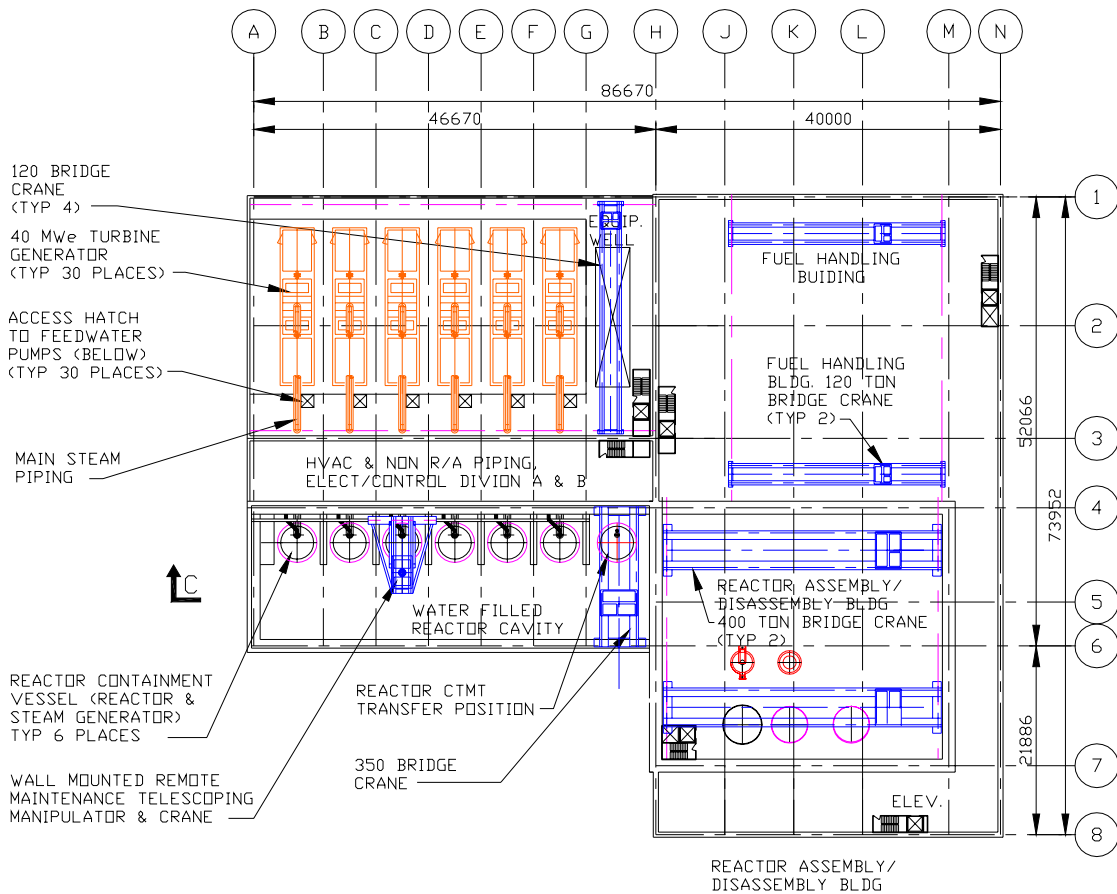 A B C D E F G H J K L M N
86670
46670
40000
120 BRIDGE
CRANE
(TYP 4)
40 MWe TURBINE
GENERATOR
(TYP 30 PLACES)
ACCESS HATCH
TO FEEDWATER
PUMPS (BELOW)
(TYP 30 PLACES)
MAIN STEAM
PIPING
EQUIP.
WELL
FUEL HANDLING
BUIDING
FUEL HANDLING
BLDG. 120 TON
BRIDGE CRANE
(TYP 2)
HVAC & NON R/A PIPING,
ELECT/CONTROL DIVION A & B
1
2
3
4
5
6
7
8
52066
73952
21886
C
WATER FILLED
REACTOR CAVITY
REACTOR ASSEMBLY/
DISASSEMBLY BLDG
400 TON BRIDGE CRANE
(TYP 2)
REACTOR CONTAINMENT
VESSEL (REACTOR &
STEAM GENERATOR)
TYP 6 PLACES
REACTOR CTMT
TRANSFER POSITION
350 BRIDGE
CRANE
WALL MOUNTED REMOTE
MAINTENANCE TELESCOPING
MANIPULATOR & CRANE
ELEV.
REACTOR ASSEMBLY/
DISASSEMBLY BLDG